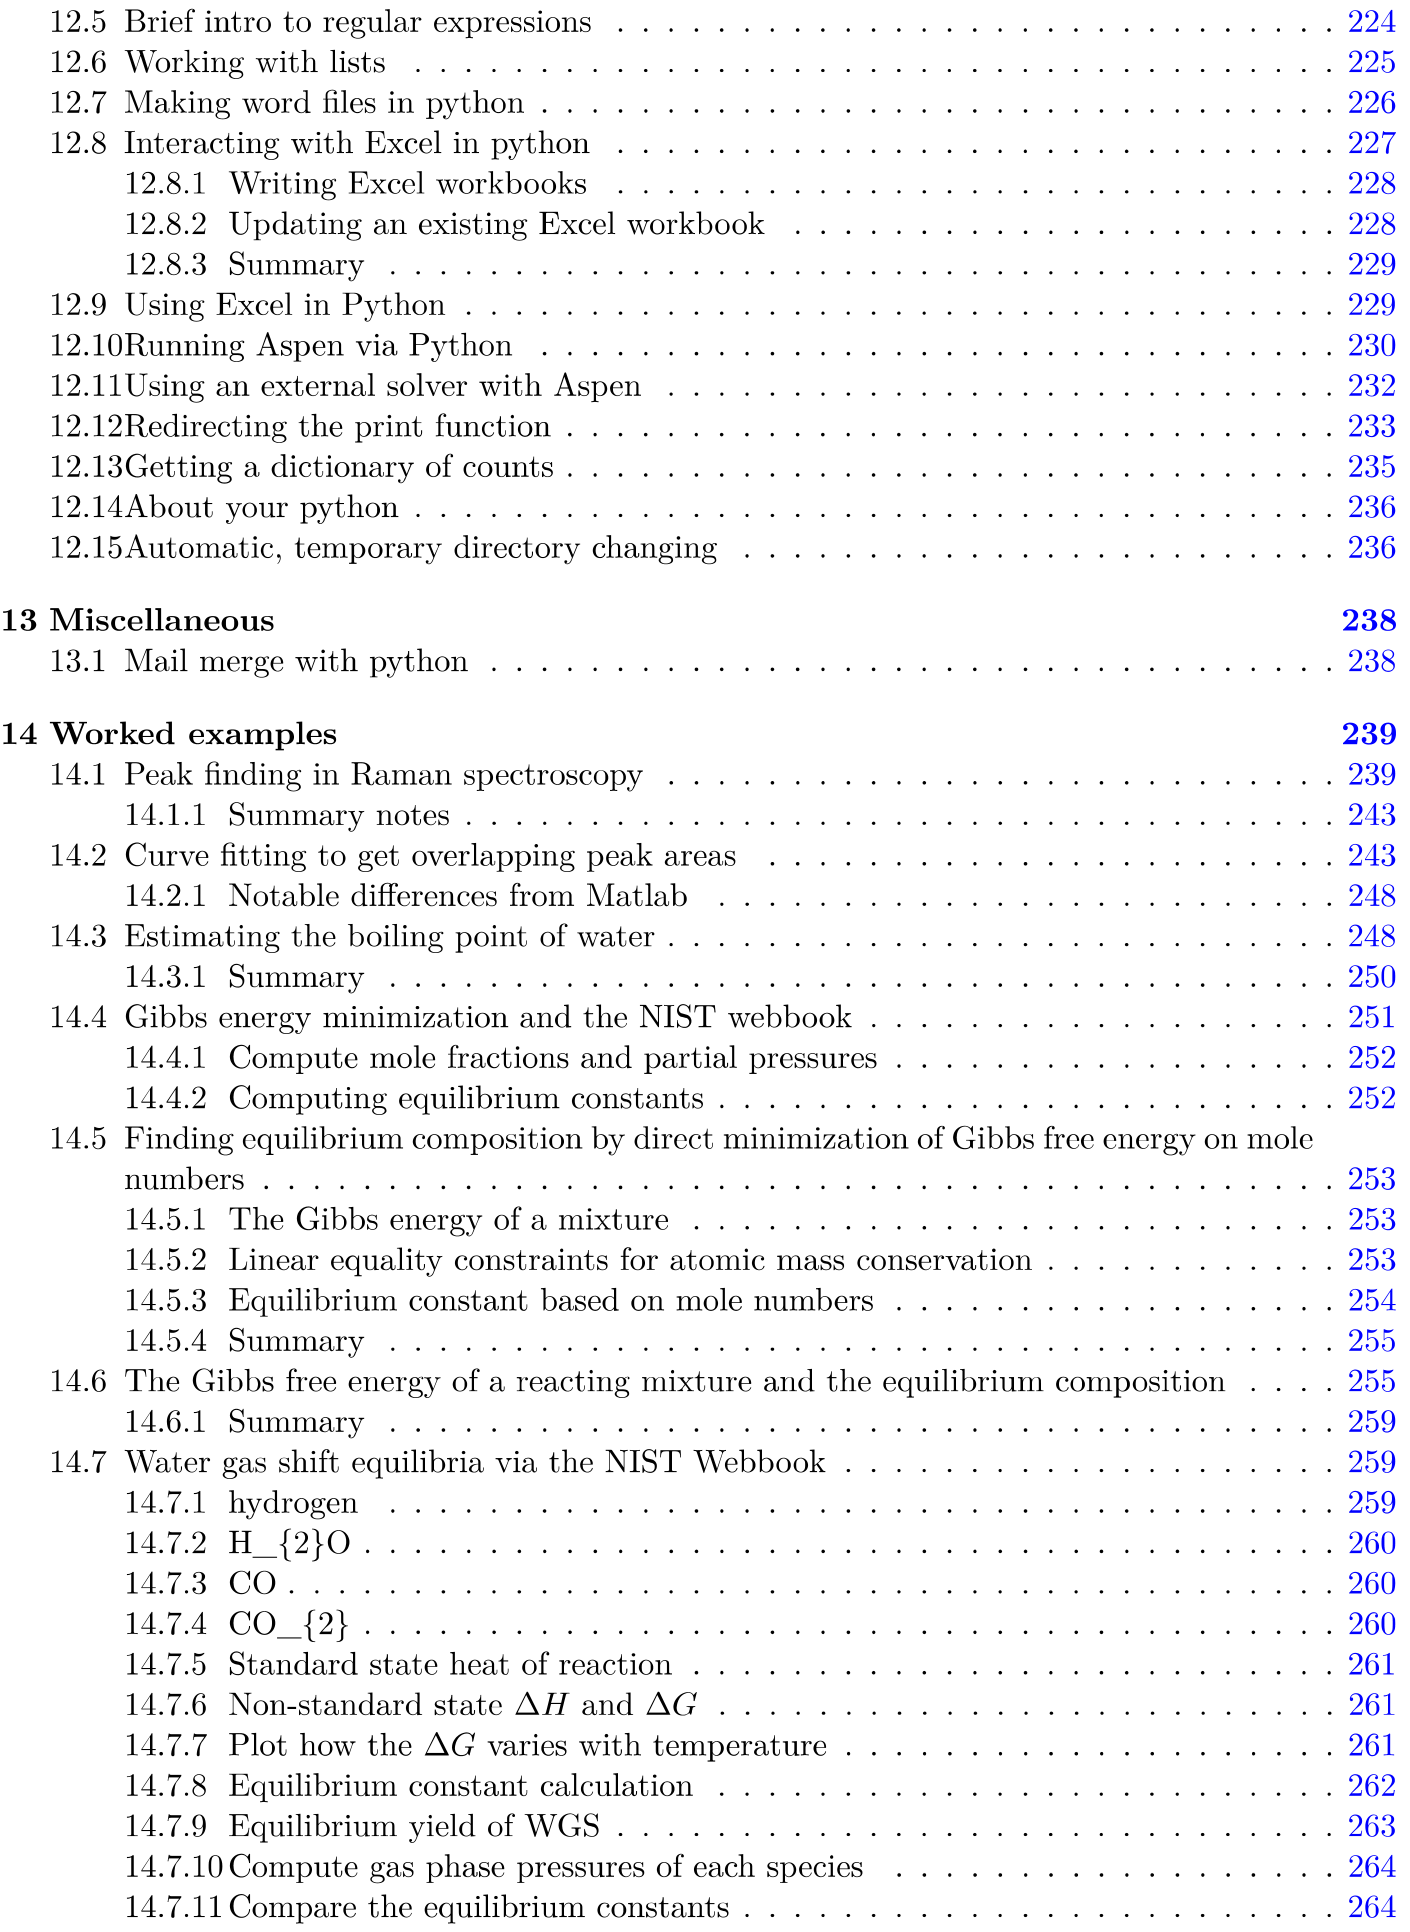 12.5 Brief intro to regular expressions . . . . . . . . . . . . . . . . . . . . . . . . . . . . . 224
12.6 Working with lists . . . . . . . . . . . . . . . . . . . . . . . . . . . . . . . . . . . . . 225
12.7 Making word files in python . . . . . . . . . . . . . . . . . . . . . . . . . . . . . . . . 226
12.8 Interacting with Excel in python . . . . . . . . . . . . . . . . . . . . . . . . . . . . . 227
12.8.1 Writing Excel workbooks . . . . . . . . . . . . . . . . . . . . . . . . . . . . . 228
12.8.2 Updating an existing Excel workbook . . . . . . . . . . . . . . . . . . . . . . 228
12.8.3 Summary . . . . . . . . . . . . . . . . . . . . . . . . . . . . . . . . . . . . . . 229
12.9 Using Excel in Python . . . . . . . . . . . . . . . . . . . . . . . . . . . . . . . . . . . 229
12.10Running Aspen via Python . . . . . . . . . . . . . . . . . . . . . . . . . . . . . . . . 230
12.11Using an external solver with Aspen . . . . . . . . . . . . . . . . . . . . . . . . . . . 232
12.12Redirecting the print function . . . . . . . . . . . . . . . . . . . . . . . . . . . . . . . 233
12.13Getting a dictionary of counts . . . . . . . . . . . . . . . . . . . . . . . . . . . . . . . 235
12.14About your python . . . . . . . . . . . . . . . . . . . . . . . . . . . . . . . . . . . . . 236
12.15Automatic, temporary directory changing . . . . . . . . . . . . . . . . . . . . . . . . 236
13 Miscellaneous 238
13.1 Mail merge with python . . . . . . . . . . . . . . . . . . . . . . . . . . . . . . . . . . 238
14 Worked examples 239
14.1 Peak finding in Raman spectroscopy . . . . . . . . . . . . . . . . . . . . . . . . . . . 239
14.1.1 Summary notes . . . . . . . . . . . . . . . . . . . . . . . . . . . . . . . . . . . 243
14.2 Curve fitting to get overlapping peak areas . . . . . . . . . . . . . . . . . . . . . . . 243
14.2.1 Notable differences from Matlab . . . . . . . . . . . . . . . . . . . . . . . . . 248
14.3 Estimating the boiling point of water . . . . . . . . . . . . . . . . . . . . . . . . . . . 248
14.3.1 Summary . . . . . . . . . . . . . . . . . . . . . . . . . . . . . . . . . . . . . . 250
14.4 Gibbs energy minimization and the NIST webbook . . . . . . . . . . . . . . . . . . . 251
14.4.1 Compute mole fractions and partial pressures . . . . . . . . . . . . . . . . . . 252
14.4.2 Computing equilibrium constants . . . . . . . . . . . . . . . . . . . . . . . . . 252
14.5 Finding equilibrium composition by direct minimization of Gibbs free energy on mole
numbers . . . . . . . . . . . . . . . . . . . . . . . . . . . . . . . . . . . . . . . . . . . 253
14.5.1 The Gibbs energy of a mixture . . . . . . . . . . . . . . . . . . . . . . . . . . 253
14.5.2 Linear equality constraints for atomic mass conservation . . . . . . . . . . . . 253
14.5.3 Equilibrium constant based on mole numbers . . . . . . . . . . . . . . . . . . 254
14.5.4 Summary . . . . . . . . . . . . . . . . . . . . . . . . . . . . . . . . . . . . . . 255
14.6 The Gibbs free energy of a reacting mixture and the equilibrium composition . . . . 255
14.6.1 Summary . . . . . . . . . . . . . . . . . . . . . . . . . . . . . . . . . . . . . . 259
14.7 Water gas shift equilibria via the NIST Webbook . . . . . . . . . . . . . . . . . . . . 259
14.7.1 hydrogen . . . . . . . . . . . . . . . . . . . . . . . . . . . . . . . . . . . . . . 259
14.7.2 H_{2}O . . . . . . . . . . . . . . . . . . . . . . . . . . . . . . . . . . . . . . . 260
14.7.3 CO . . . . . . . . . . . . . . . . . . . . . . . . . . . . . . . . . . . . . . . . . . 260
14.7.4 CO_{2} . . . . . . . . . . . . . . . . . . . . . . . . . . . . . . . . . . . . . . . 260
14.7.5 Standard state heat of reaction . . . . . . . . . . . . . . . . . . . . . . . . . . 261
14.7.6 Non-standard state ΔH and ΔG . . . . . . . . . . . . . . . . . . . . . . . . . 261
14.7.7 Plot how the ΔG varies with temperature . . . . . . . . . . . . . . . . . . . . 261
14.7.8 Equilibrium constant calculation . . . . . . . . . . . . . . . . . . . . . . . . . 262
14.7.9 Equilibrium yield of WGS . . . . . . . . . . . . . . . . . . . . . . . . . . . . . 263
14.7.10 Compute gas phase pressures of each species . . . . . . . . . . . . . . . . . . 264
14.7.11 Compare the equilibrium constants . . . . . . . . . . . . . . . . . . . . . . . . 264